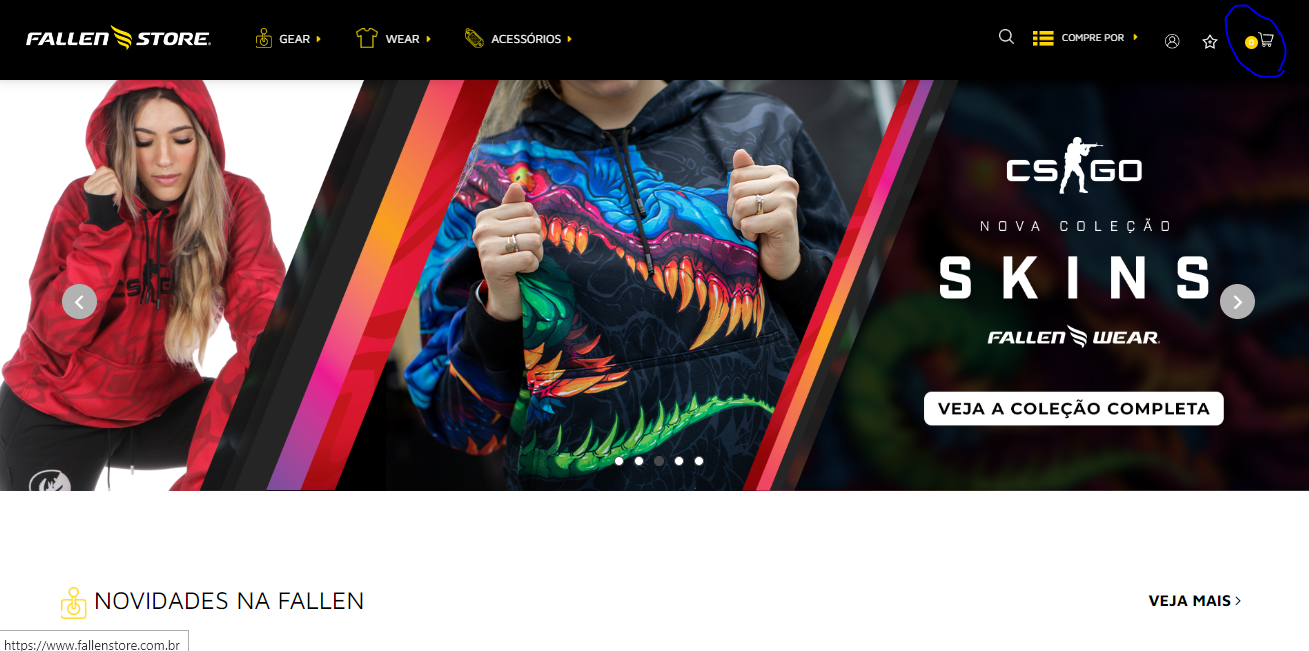 FALLEN STORE
GEAR
WEAR
ACESSÓRIOS
COMPRE POR
0
CS GO
NOVA COLEÇÃO
SKINS
FALLEN WEAR
VEJA A COLEÇÃO COMPLETA
NOVIDADES NA FALLEN
VEJA MAIS
https://www.fallenstore.com.br